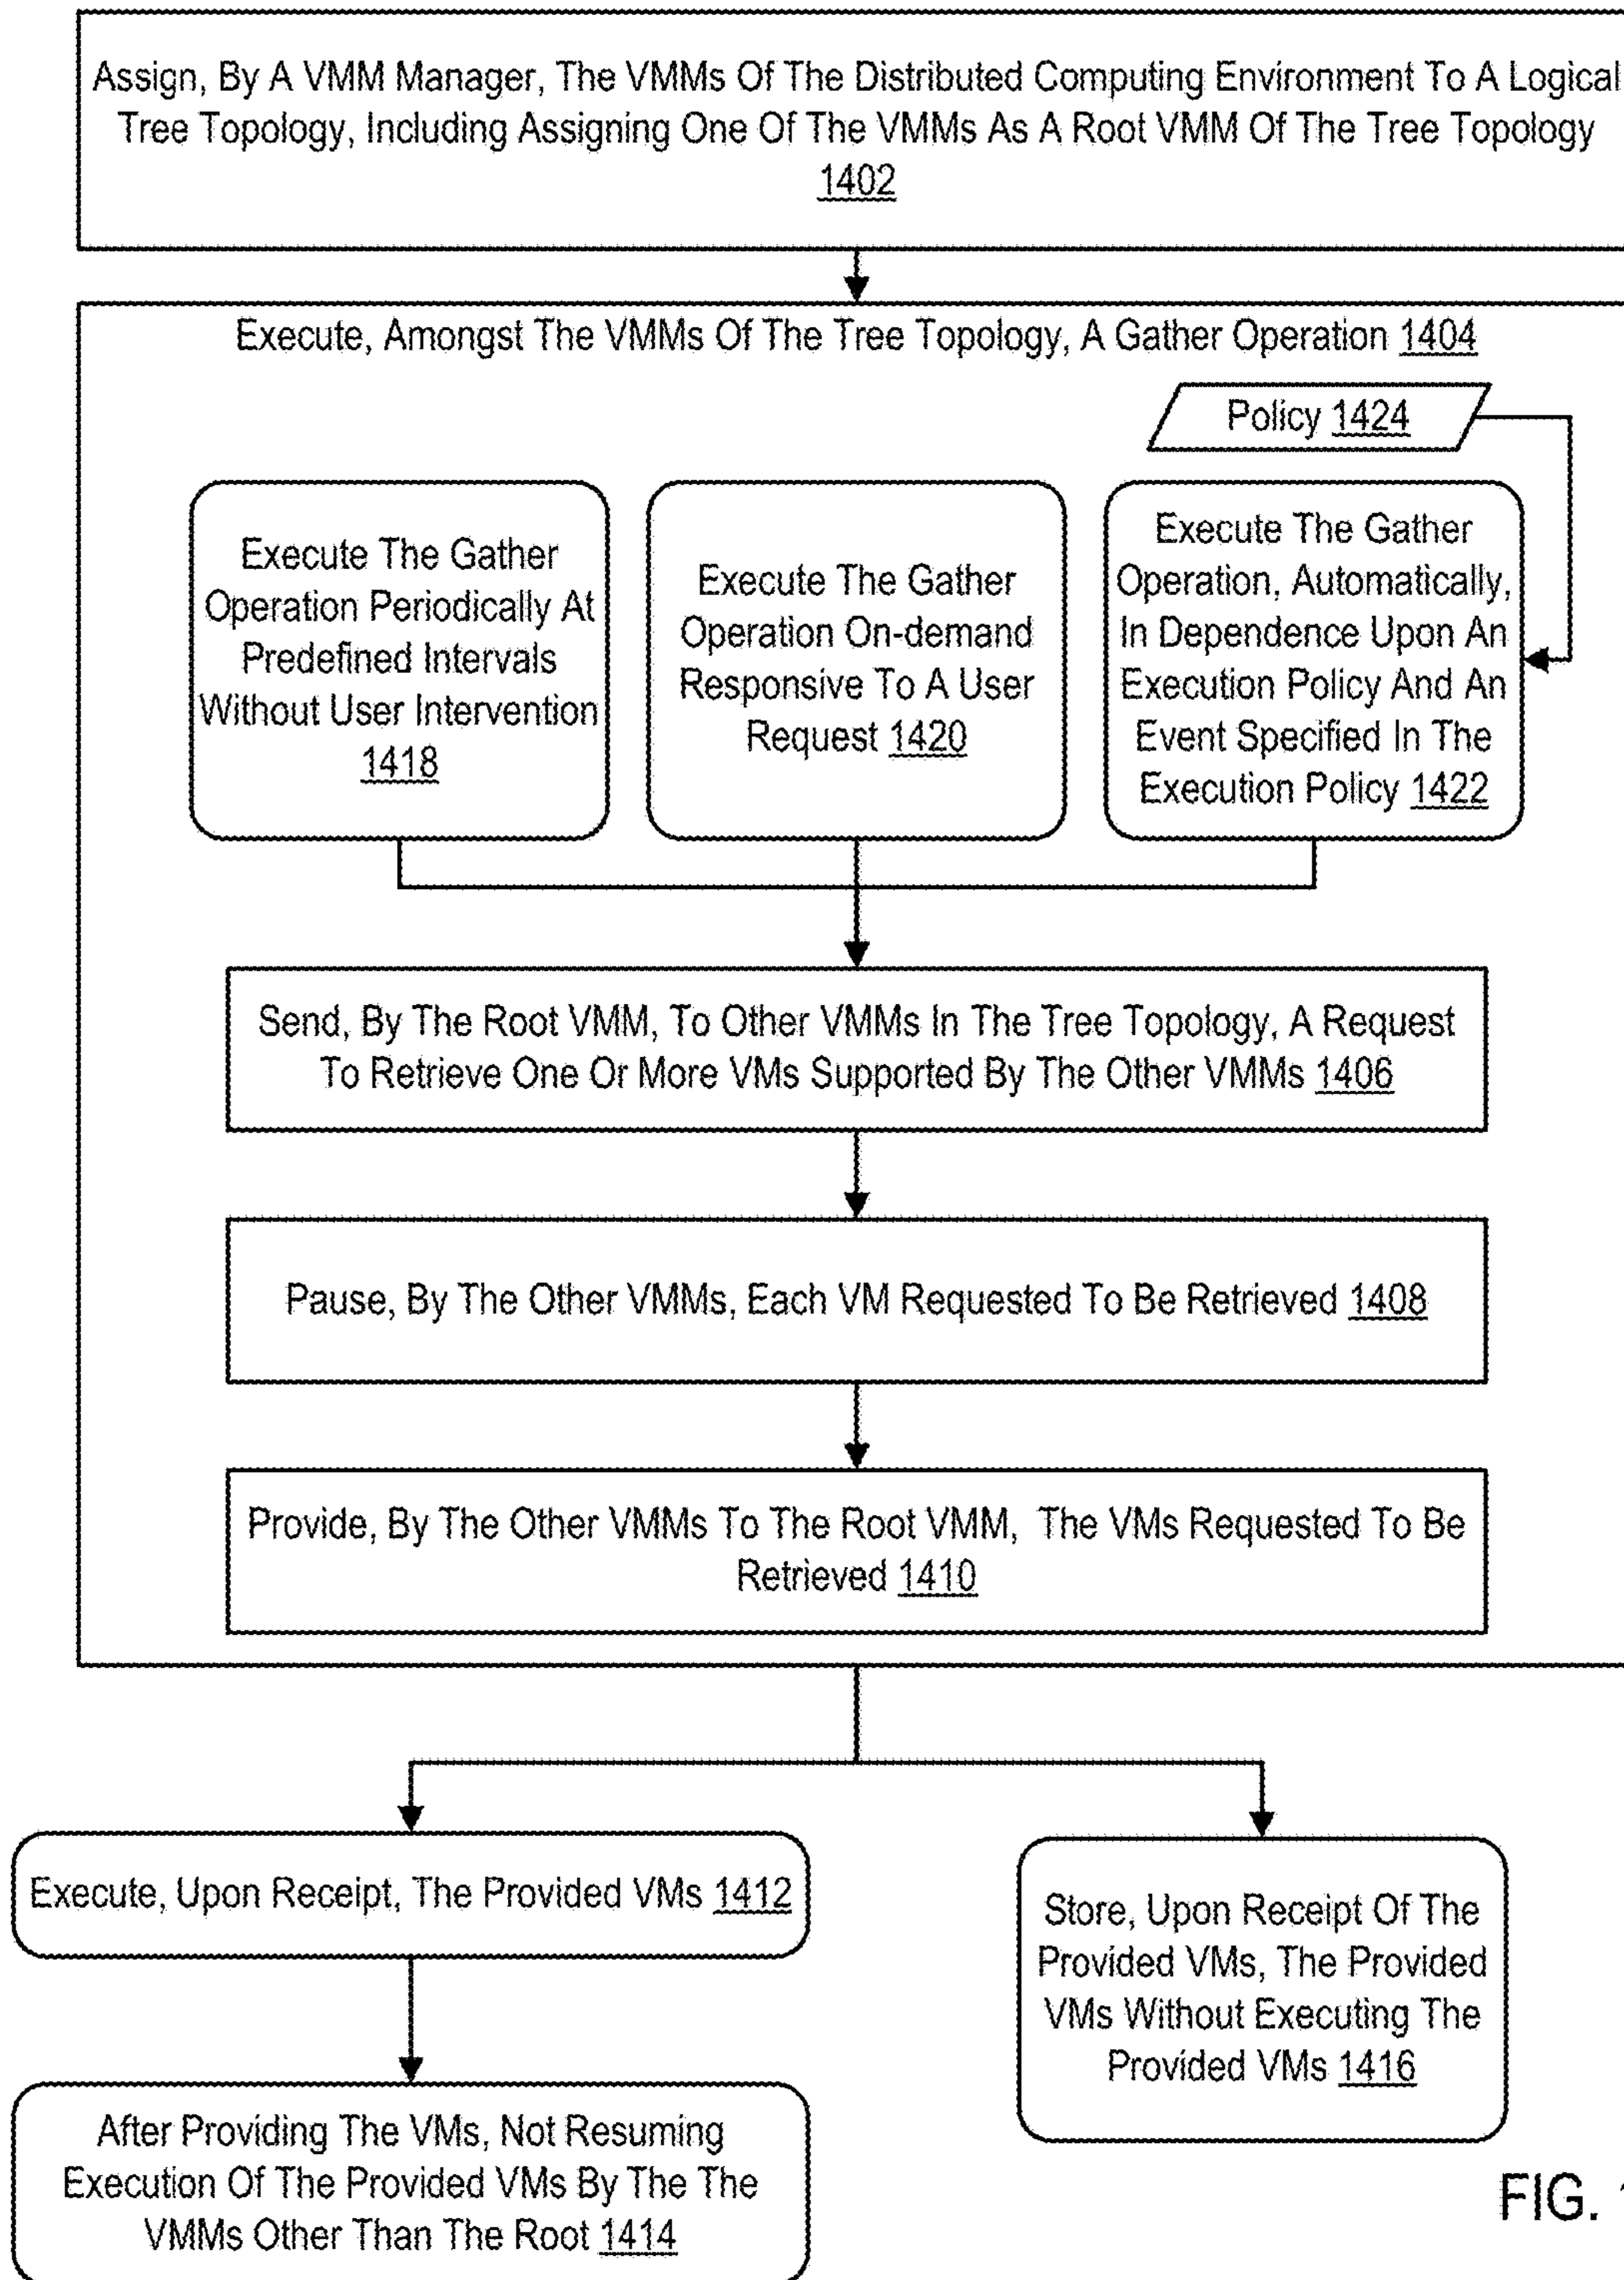 Assign, By A VMM Manager, The VMMs Of The Distributed Computing Environment To A Logical
Tree Topology, Including Assigning One Of The VMMs As A Root VMM Of The Tree Topology
1402
Execute, Amongst The VMMs Of The Tree Topology, A Gather Operation 1404
Policy 1424
Execute The Gather
Operation Periodically At
Predefined Intervals
Without User Intervention
1418
Execute The Gather
Operation On-demand
Responsive To A User
Request 1420
Execute The Gather
Operation, Automatically,
In Dependence Upon An
Execution Policy And An
Event Specified In The
Execution Policy 1422
Send, By The Root VMM, To Other VMMs In The Tree Topology, A Request
To Retrieve One Or More VMs Supported By The Other VMMs 1406
Pause, By The Other VMMs, Each VM Requested To Be Retrieved 1408
Provide, By The Other VMMs To The Root VMM, The VMs Requested To Be
Retrieved 1410
Execute, Upon Receipt, The Provided VMs 1412
After Providing The VMs, Not Resuming
Execution Of The Provided VMs By The The
VMMs Other Than The Root 1414
Store, Upon Receipt Of The
Provided VMs, The Provided
VMs Without Executing The
Provided VMs 1416
FIG.